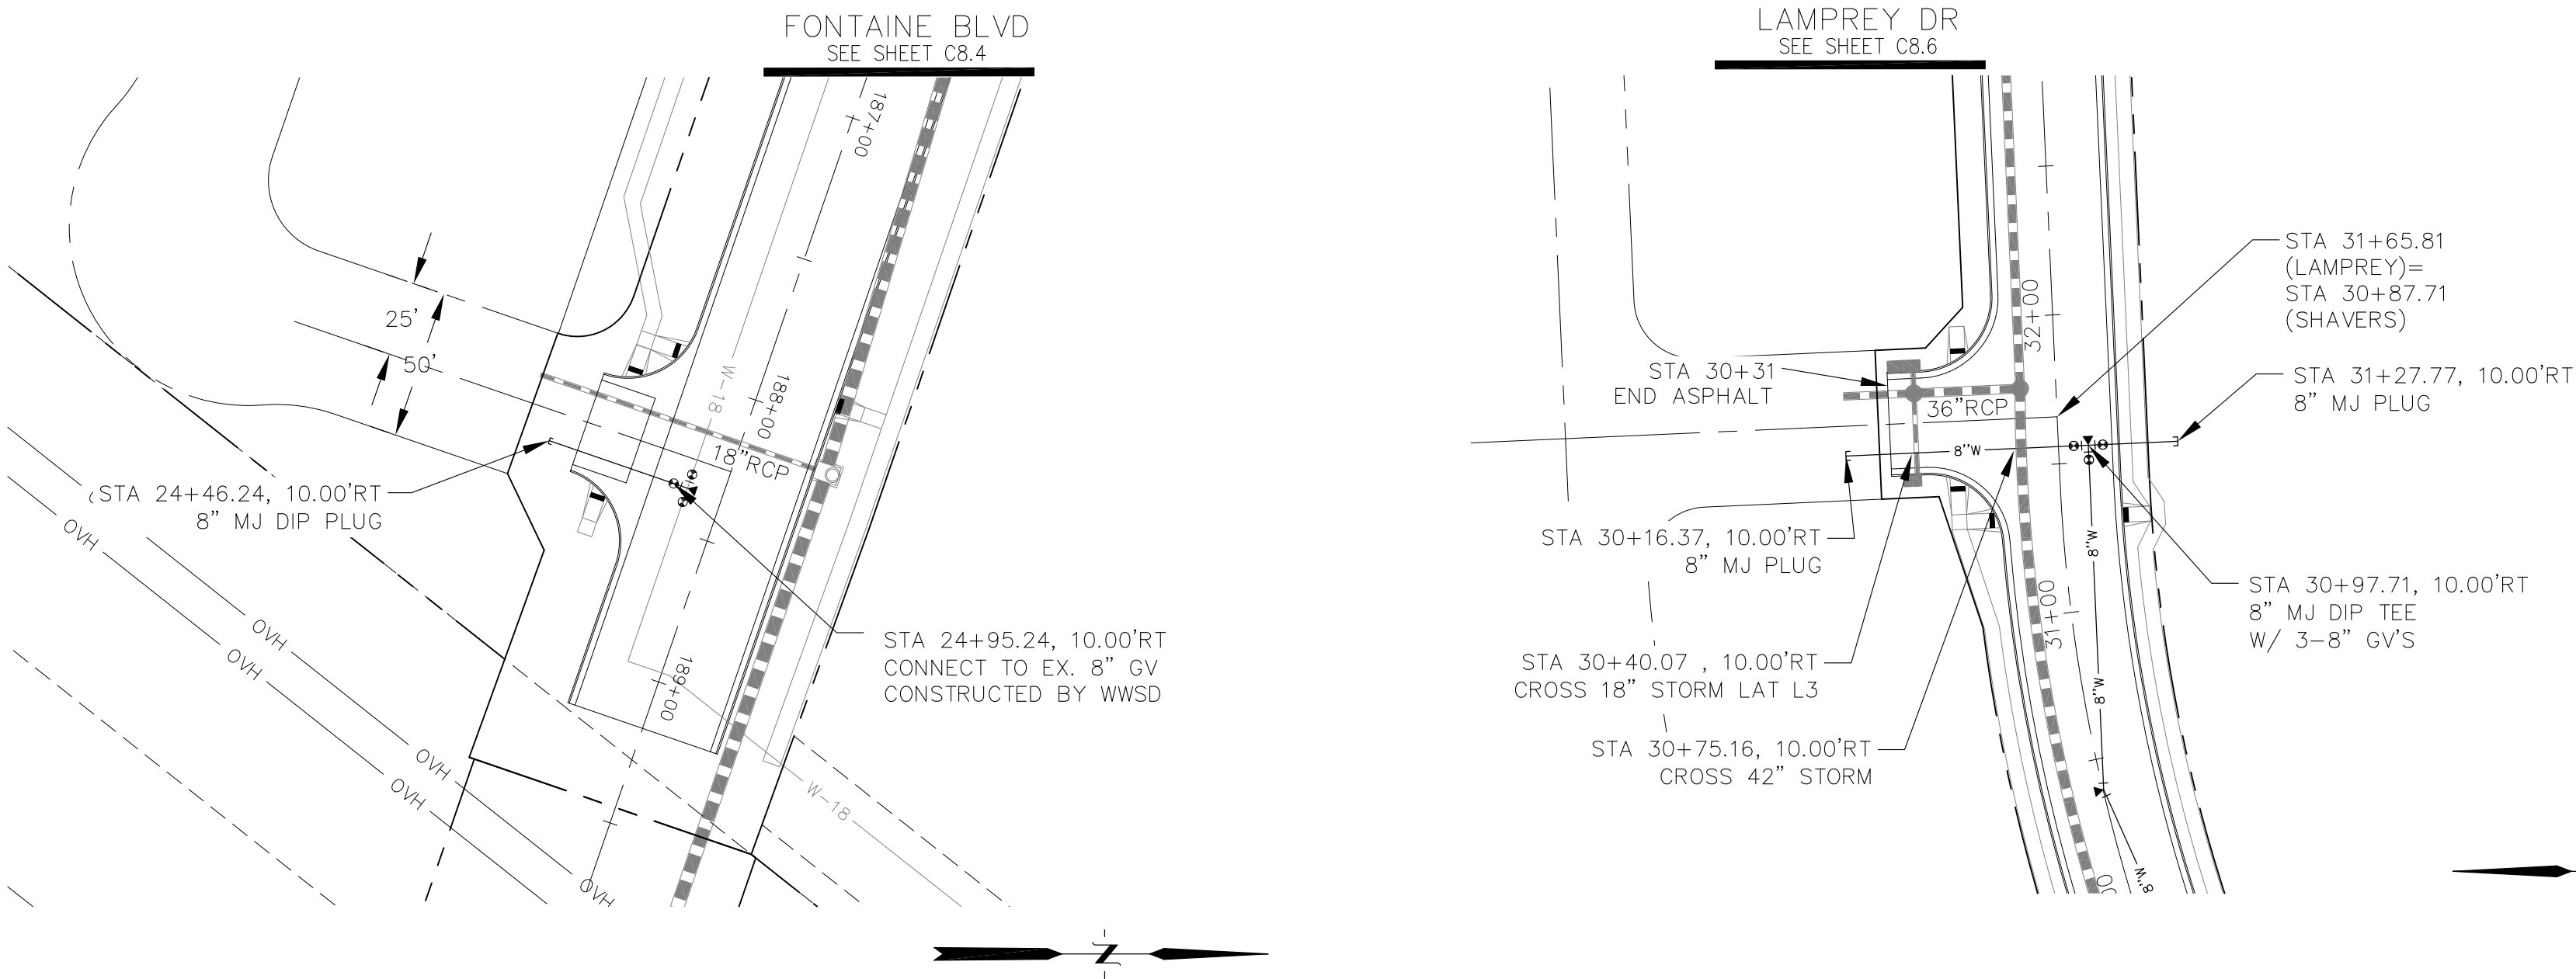 FONTAINE BLVD
SEE SHEET C8.4
187+00
25'
50'
W-18
188+00
18"RCP
STA 24+46.24, 10.00'RT
8" MJ DIP PLUG
OVH
OVH
OVH
OVH
OVH
OVH
STA 24+95.24, 10.00'RT
CONNECT TO EX. 8" GV
CONSTRUCTED BY WWSD
189+00
W-18
Z
LAMPREY DR
SEE SHEET C8.6
STA 31+65.81
(LAMPREY)=
STA 30+87.71
(SHAVERS)
32+00
STA 30+31
END ASPHALT
36"RCP
STA 31+27.77, 10.00'RT
8" MJ PLUG
8"W
STA 30+16.37, 10.00'RT
8" MJ PLUG
8"W
STA 30+97.71, 10.00'RT
8" MJ DIP TEE
W/ 3-8" GV'S
31+00
STA 30+40.07 , 10.00'RT
CROSS 18" STORM LAT L3
8"W
STA 30+75.16, 10.00'RT
CROSS 42" STORM
8"W